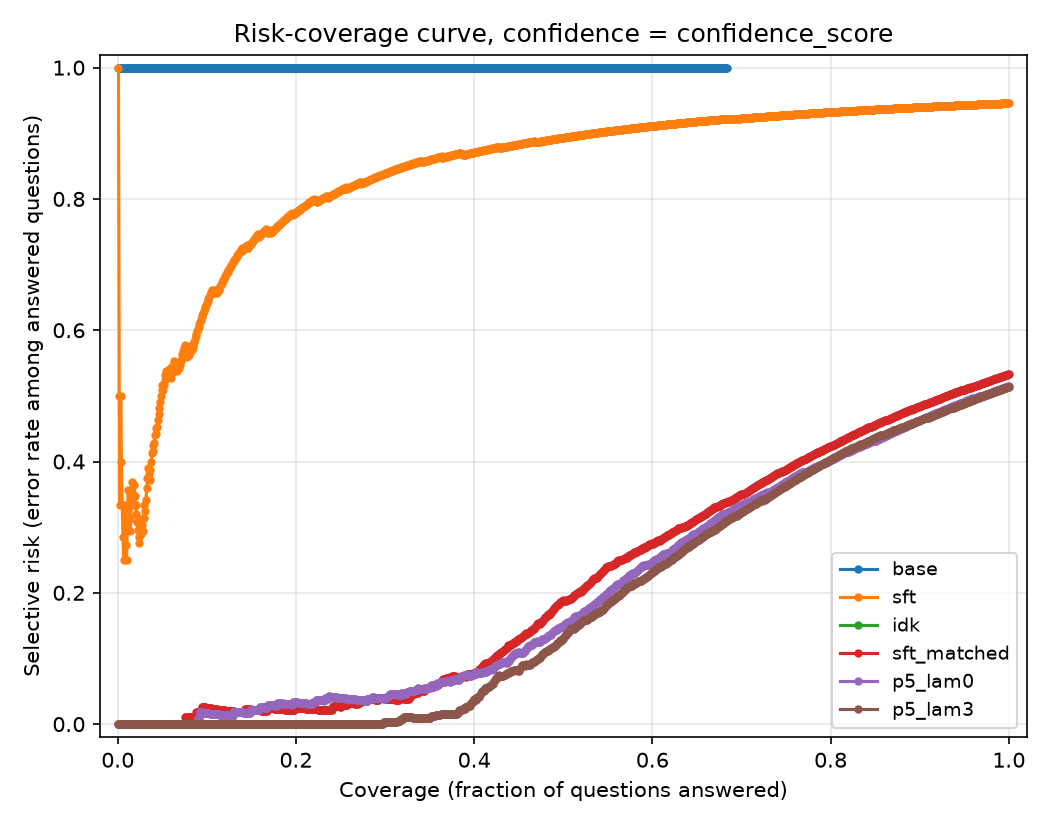 Risk-coverage curve, confidence = confidence_score
Selective risk (error rate among answered questions)
1.0
0.8
0.6
0.4
0.2
0.0
0.0 0.2 0.4 0.6 0.8 1.0
Coverage (fraction of questions answered)
base
sft
idk
sft_matched
p5_lam0
p5_lam3